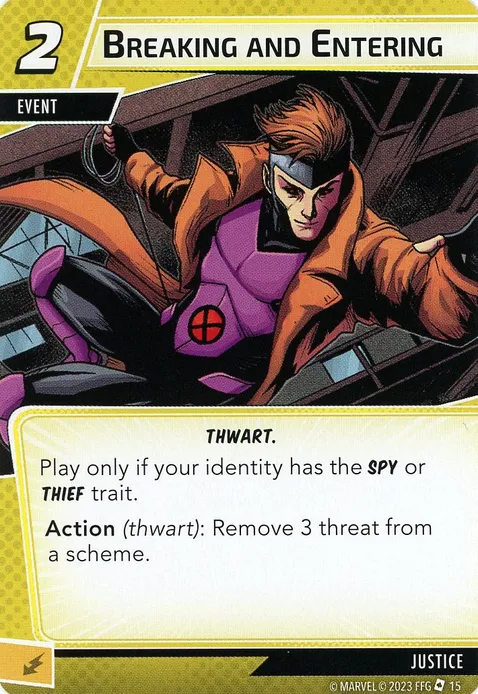 2
BREAKING AND ENTERING
EVENT
THWART.
Play only if your identity has the SPY or
THIEF trait.
Action (thwart): Remove 3 threat from
a scheme.
JUSTICE
© MARVEL © 2023 FFG 15